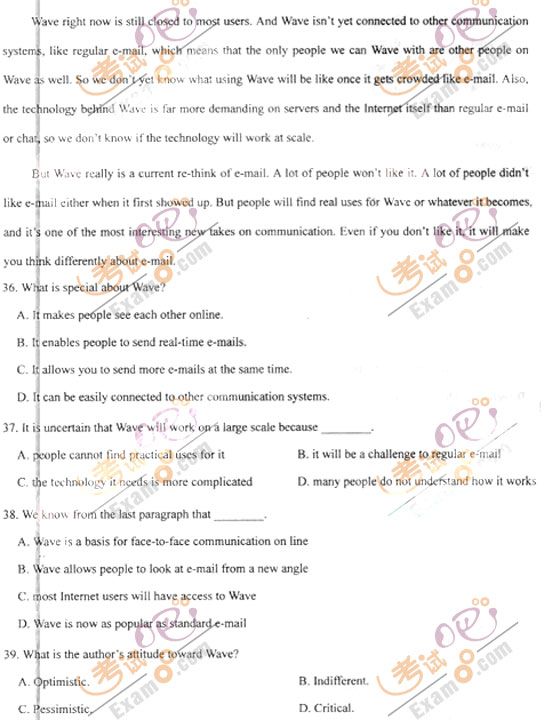 Wave right now is still closed to most users. And Wave isn't yet connected to other communication
systems, like regular e-mail, which means that the only people we can Wave with are other people on
Wave as well. So we don't yet know what using Wave will be like once it gets crowded like e-mail. Also,
the technology behind Wave is far more demanding on servers and the Internet itself than regular e-mail
or chat, so we don't know if the technology will work at scale.
But Wave really is a current re-think of e-mail. A lot of people won't like it. A lot of people didn't
like e-mail either when it first showed up. But people will find real uses for Wave or whatever it becomes,
and it's one of the most interesting new takes on communication. Even if you don't like it, it will make
you think differently about e-mail.
36. What is special about Wave?
A. It makes people see each other online.
B. It enables people to send real-time e-mails.
C. It allows you to send more e-mails at the same time.
D. It can be easily connected to other communication systems.
37. It is uncertain that Wave will work on a large scale because ________.
A. people cannot find practical uses for it B. it will be a challenge to regular e-mail
C. the technology it needs is more complicated D. many people do not understand how it works
38. We know from the last paragraph that ________.
A. Wave is a basis for face-to-face communication on line
B. Wave allows people to look at e-mail from a new angle
C. most Internet users will have access to Wave
D. Wave is now as popular as standard e-mail
39. What is the author's attitude toward Wave?
A. Optimistic. B. Indifferent.
C. Pessimistic. D. Critical.
考试吧
Exam8.com